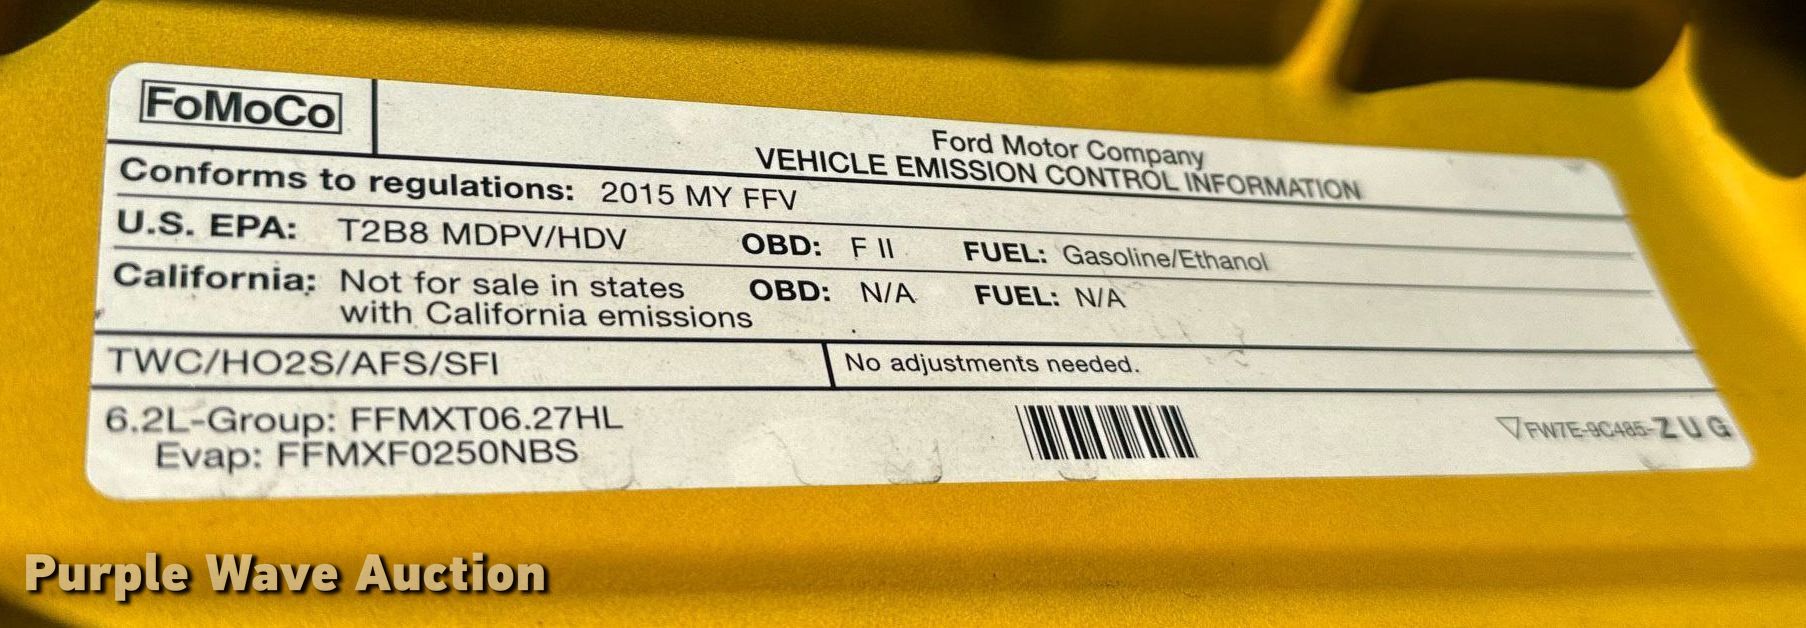 FoMoCo
Ford Motor Company
VEHICLE EMISSION CONTROL INFORMATION
Conforms to regulations: 2015 MY FFV
U.S. EPA: T2B8 MDPV/HDV OBD: F II FUEL: Gasoline/Ethanol
California: Not for sale in states OBD: N/A FUEL: N/A
with California emissions
TWC/HO2S/AFS/SFI No adjustments needed.
6.2L-Group: FFMXT06.27HL
Evap: FFMXF0250NBS
FW7E-9C485-ZUG
Purple Wave Auction